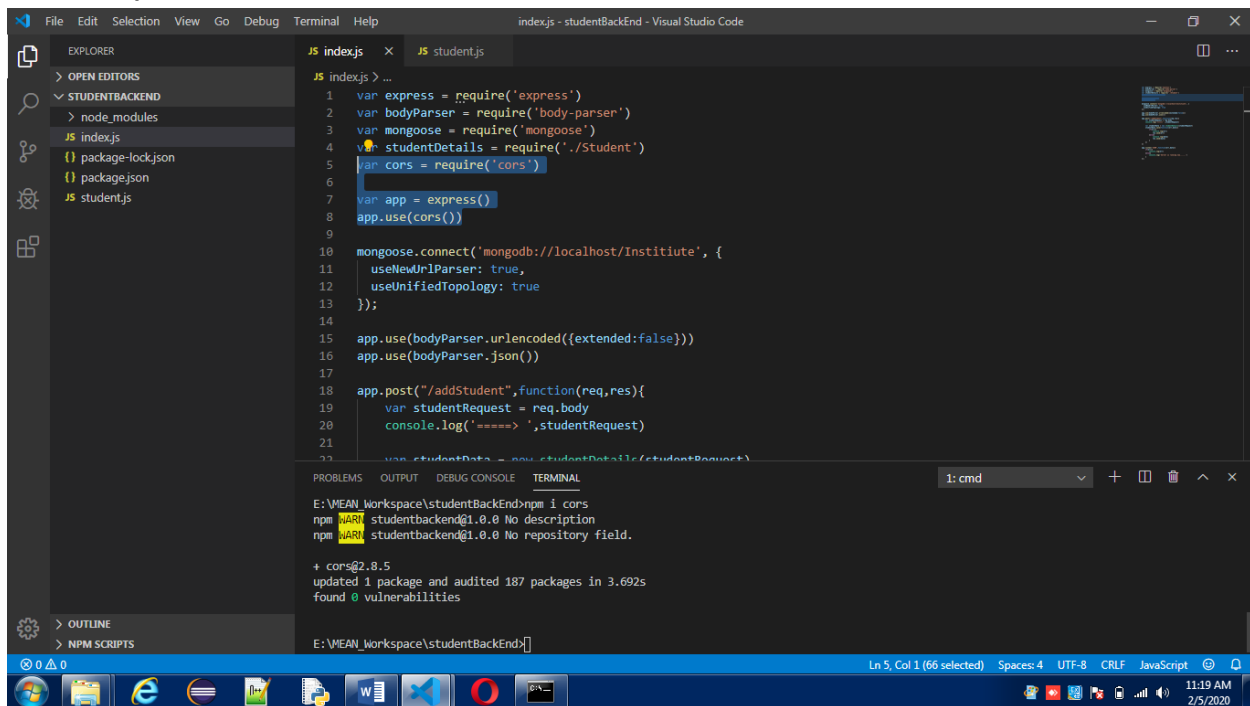 File Edit Selection View Go Debug Terminal Help index.js - studentBackEnd - Visual Studio Code
EXPLORER
OPEN EDITORS
STUDENTBACKEND
node_modules
JS index.js
{} package-lock.json
{} package.json
JS student.js
OUTLINE
NPM SCRIPTS
JS index.js × JS student.js
JS index.js > ...
1 var express = require('express')
2 var bodyParser = require('body-parser')
3 var mongoose = require('mongoose')
4 var studentDetails = require('./Student')
5 var cors = require('cors')
6
7 var app = express()
8 app.use(cors())
9
10 mongoose.connect('mongodb://localhost/Institiute', {
11 useNewUrlParser: true,
12 useUnifiedTopology: true
13 });
14
15 app.use(bodyParser.urlencoded({extended:false}))
16 app.use(bodyParser.json())
17
18 app.post("/addStudent",function(req,res){
19 var studentRequest = req.body
20 console.log('=====> ',studentRequest)
21
22 var studentData = new studentDetails(studentRequest)
PROBLEMS OUTPUT DEBUG CONSOLE TERMINAL 1: cmd
E:\MEAN_Workspace\studentBackEnd>npm i cors
npm WARN studentbackend@1.0.0 No description
npm WARN studentbackend@1.0.0 No repository field.
+ cors@2.8.5
updated 1 package and audited 187 packages in 3.692s
found 0 vulnerabilities
E:\MEAN_Workspace\studentBackEnd>
0 0 Ln 5, Col 1 (66 selected) Spaces: 4 UTF-8 CRLF JavaScript
11:19 AM
2/5/2020